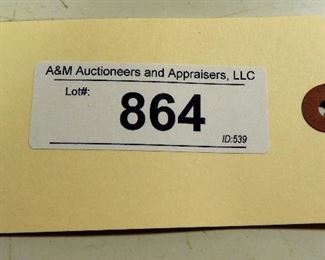 A&M Auctioneers and Appraisers, LLC
Lot#:
864
ID:539